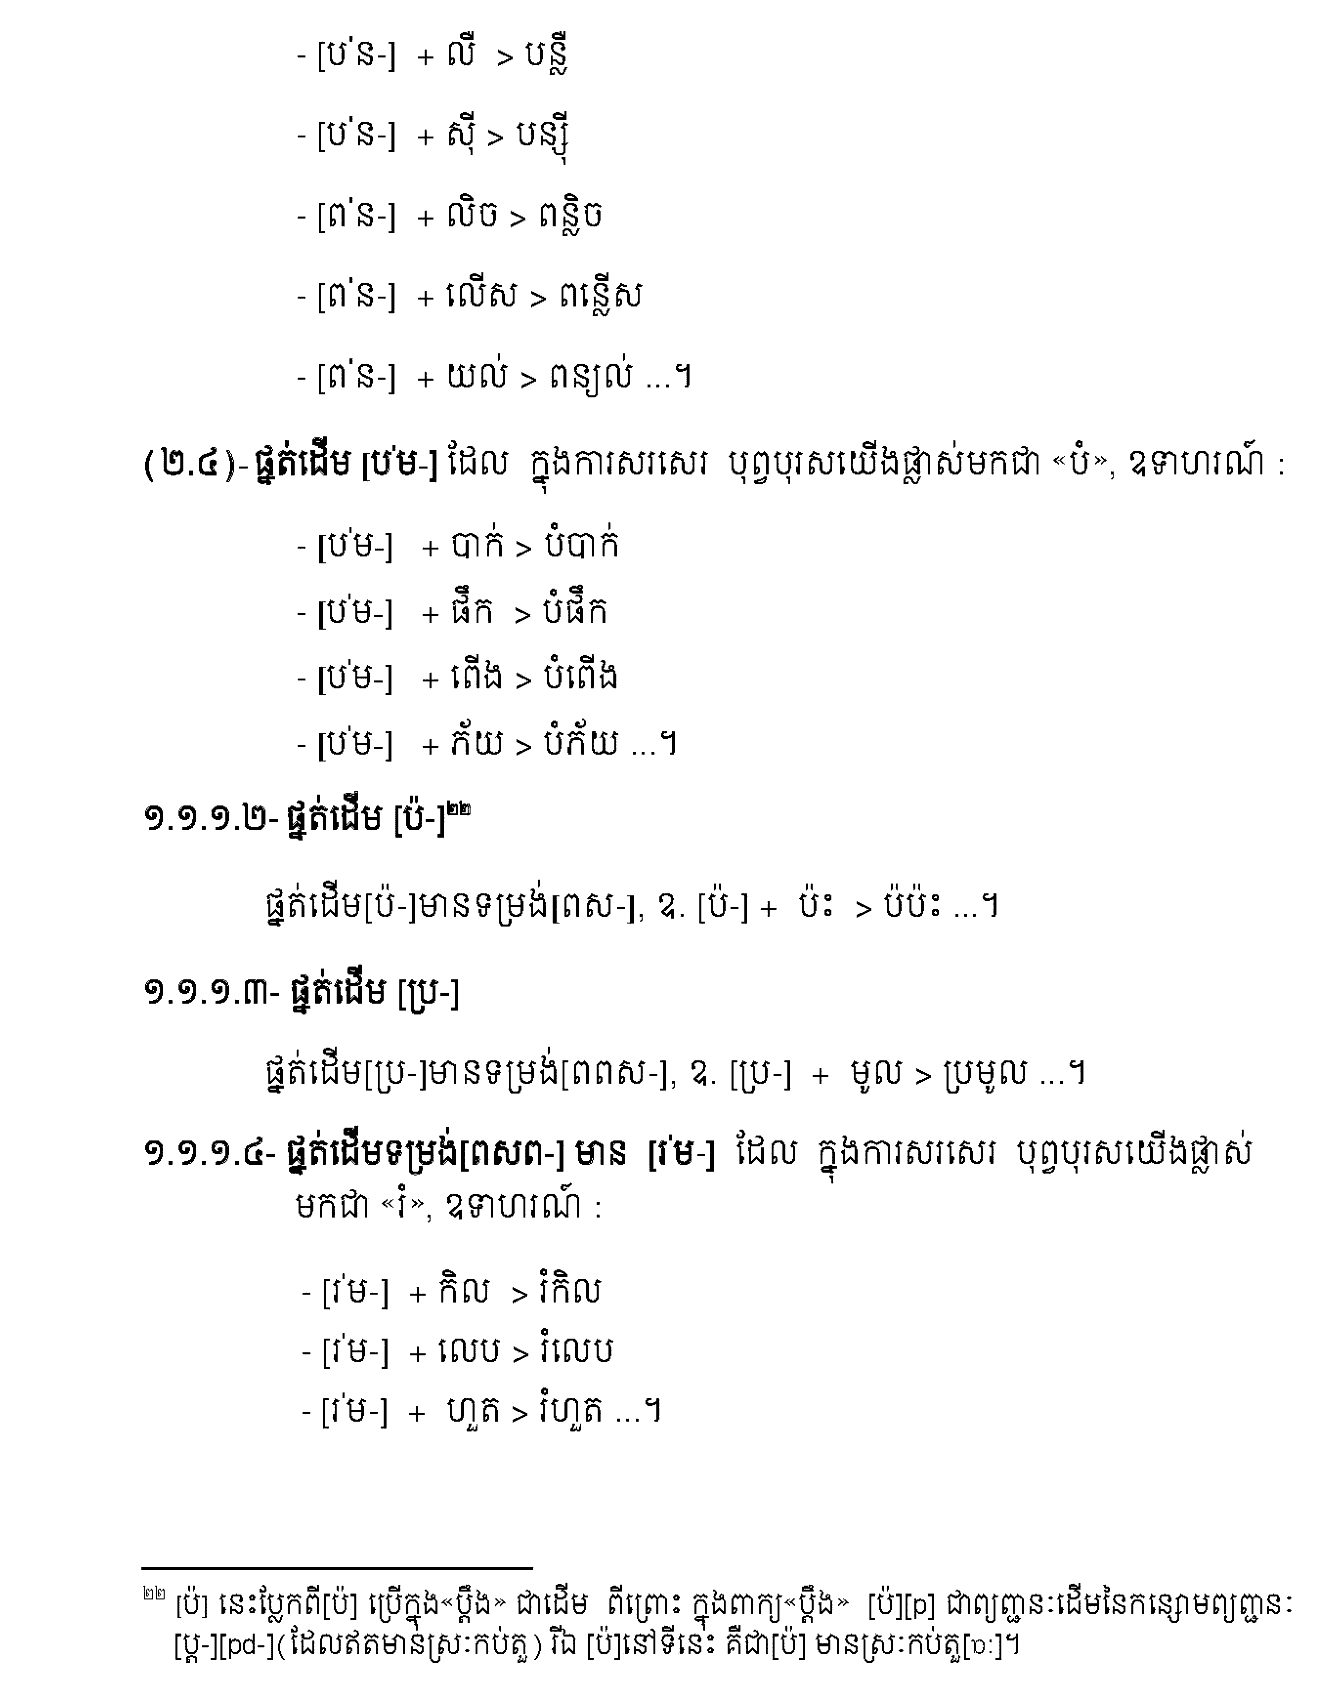 - [ប់ន-] + លឺ > បន្លឺ
- [ប់ន-] + ស៊ី > បន្ស៊ី
- [ព់ន-] + លិច > ពន្លិច
- [ព់ន-] + លើស > ពន្លើស
- [ព់ន-] + យល់ > ពន្យល់ ...។
(២.៤)- ផ្នត់ដើម [ប់ម-] ដែល ក្នុងការសរសេរ បុព្វបុរសយើងផ្លាស់មកជា «បំ», ឧទាហរណ៍ :
- [ប់ម-] + បាក់ > បំបាក់
- [ប់ម-] + ផឹក > បំផឹក
- [ប់ម-] + ពើង > បំពើង
- [ប់ម-] + ភ័យ > បំភ័យ ...។
១.១.១.២- ផ្នត់ដើម [ប៉-]២២
ផ្នត់ដើម[ប៉-]មានទម្រង់[ពស-], ឧ. [ប៉-] + ប៉ះ > ប៉ប៉ះ ...។
១.១.១.៣- ផ្នត់ដើម [ប្រ-]
ផ្នត់ដើម[ប្រ-]មានទម្រង់[ពពស-], ឧ. [ប្រ-] + មូល > ប្រមូល ...។
១.១.១.៤- ផ្នត់ដើមទម្រង់[ពសព-] មាន [រ់ម-] ដែល ក្នុងការសរសេរ បុព្វបុរសយើងផ្លាស់
មកជា «រំ», ឧទាហរណ៍ :
- [រ់ម-] + កិល > រំកិល
- [រ់ម-] + លេប > រំលេប
- [រ់ម-] + ហួត > រំហួត ...។
២២ [ប៉] នេះប្លែកពី[ប៉] ប្រើក្នុង«ប្ដឹង» ជាដើម ពីព្រោះ ក្នុងពាក្យ«ប្ដឹង» [ប៉][p] ជាព្យញ្ជនៈដើមនៃកន្សោមព្យញ្ជនៈ
[ប្ដ-][pd-](ដែលឥតមានស្រៈកប់តួ) រីឯ [ប៉]នៅទីនេះ គឺជា[ប៉] មានស្រៈកប់តួ[ɒː]។